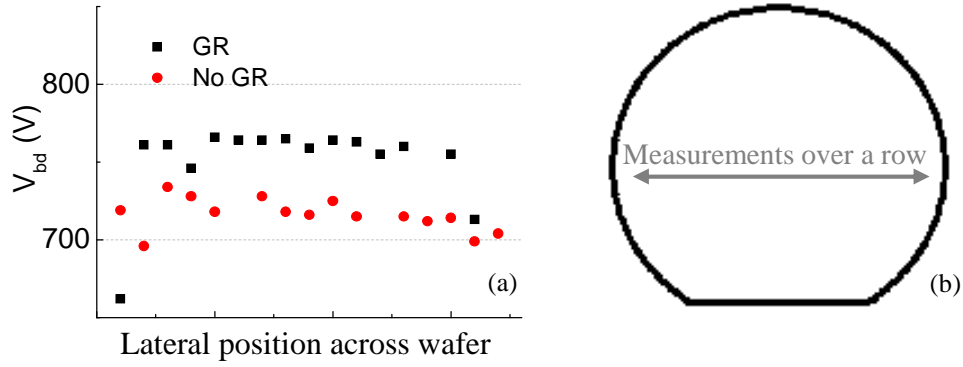 GR
No GR
800
700
V_bd (V)
(a)
Lateral position across wafer
Measurements over a row
(b)